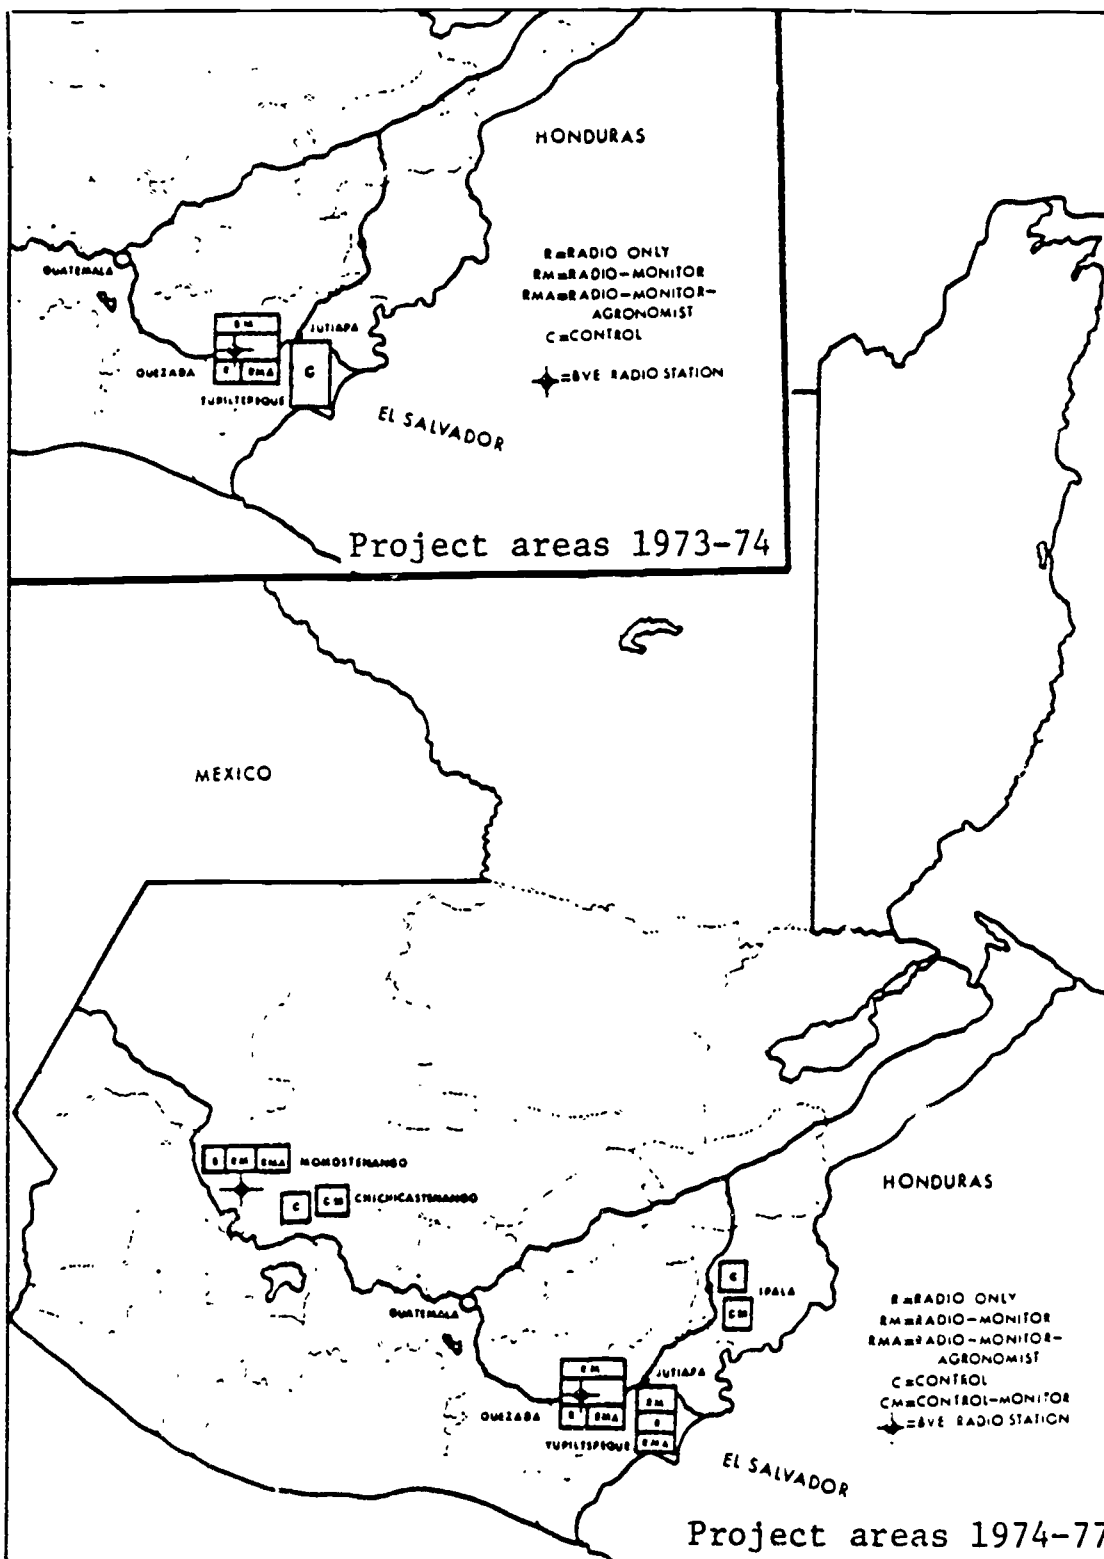 HONDURAS
R=RADIO ONLY
RM=RADIO-MONITOR
RMA=RADIO-MONITOR-
AGRONOMIST
C=CONTROL
=BVE RADIO STATION
GUATEMALA
RM
JUTIAPA
QUEZADA
R RMA
C
YUPILTEPEQUE
EL SALVADOR
Project areas 1973-74
MEXICO
R RM RMA MOMOSTENANGO
C CM CHICHICASTENANGO
HONDURAS
C
IPALA
CM
GUATEMALA
R=RADIO ONLY
RM=RADIO-MONITOR
RMA=RADIO-MONITOR-
AGRONOMIST
C=CONTROL
CM=CONTROL-MONITOR
=BVE RADIO STATION
RM
JUTIAPA
RM
QUEZADA
R RMA
R
YUPILTEPEQUE
RMA
EL SALVADOR
Project areas 1974-77